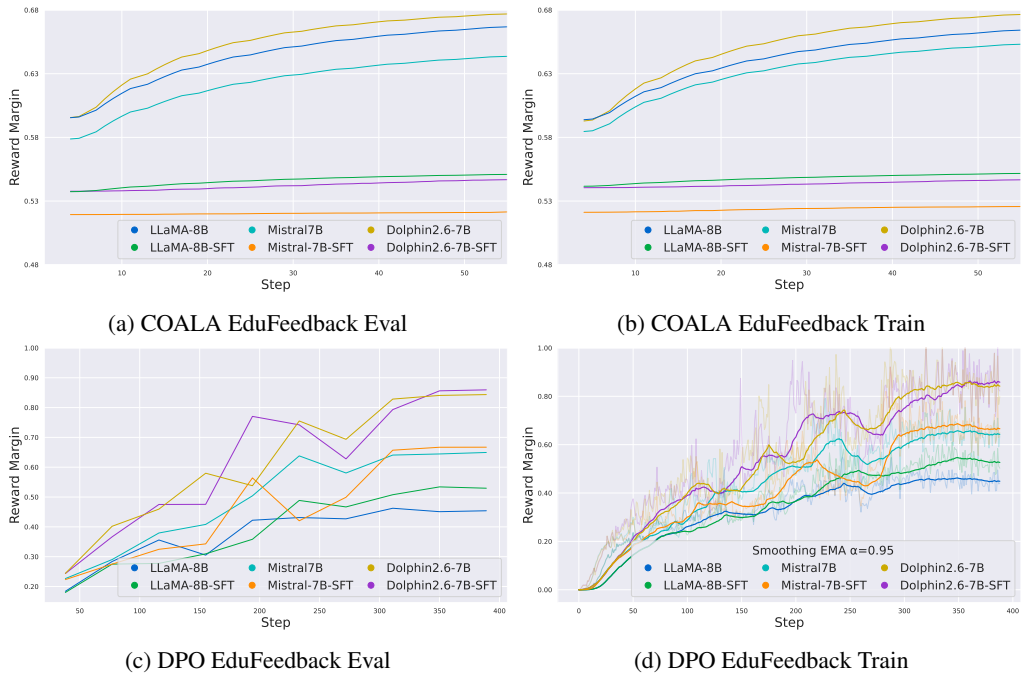 0.68
0.68
0.63
0.63
0.58
0.58
0.53
0.53
0.48
0.48
Reward Margin
Reward Margin
LLaMA-8B Mistral7B Dolphin2.6-7B
LLaMA-8B-SFT Mistral-7B-SFT Dolphin2.6-7B-SFT
LLaMA-8B Mistral7B Dolphin2.6-7B
LLaMA-8B-SFT Mistral-7B-SFT Dolphin2.6-7B-SFT
10 20 30 40 50
10 20 30 40 50
Step
Step
(a) COALA EduFeedback Eval
(b) COALA EduFeedback Train
1.00
0.90
0.80
0.70
0.60
0.50
0.40
0.30
0.20
Reward Margin
LLaMA-8B Mistral7B Dolphin2.6-7B
LLaMA-8B-SFT Mistral-7B-SFT Dolphin2.6-7B-SFT
50 100 150 200 250 300 350 400
Step
1.00
0.80
0.60
0.40
0.20
0.00
Reward Margin
Smoothing EMA α=0.95
LLaMA-8B Mistral7B Dolphin2.6-7B
LLaMA-8B-SFT Mistral-7B-SFT Dolphin2.6-7B-SFT
0 50 100 150 200 250 300 350 400
Step
(c) DPO EduFeedback Eval
(d) DPO EduFeedback Train